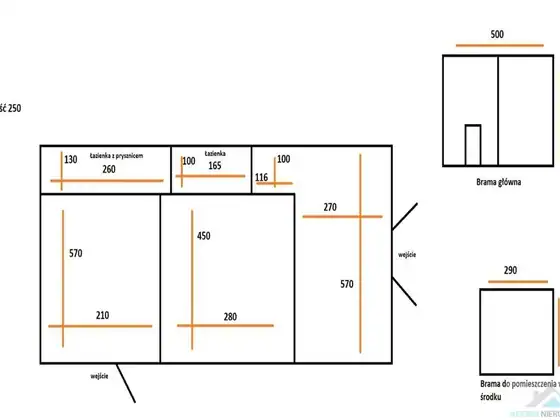 500
ść 250
Łazienka z prysznicem
Łazienka
130
260
100
165
100
116
Brama główna
270
450
570
wejście
570
290
210
280
wejście
Brama do pomieszczenia w
środku